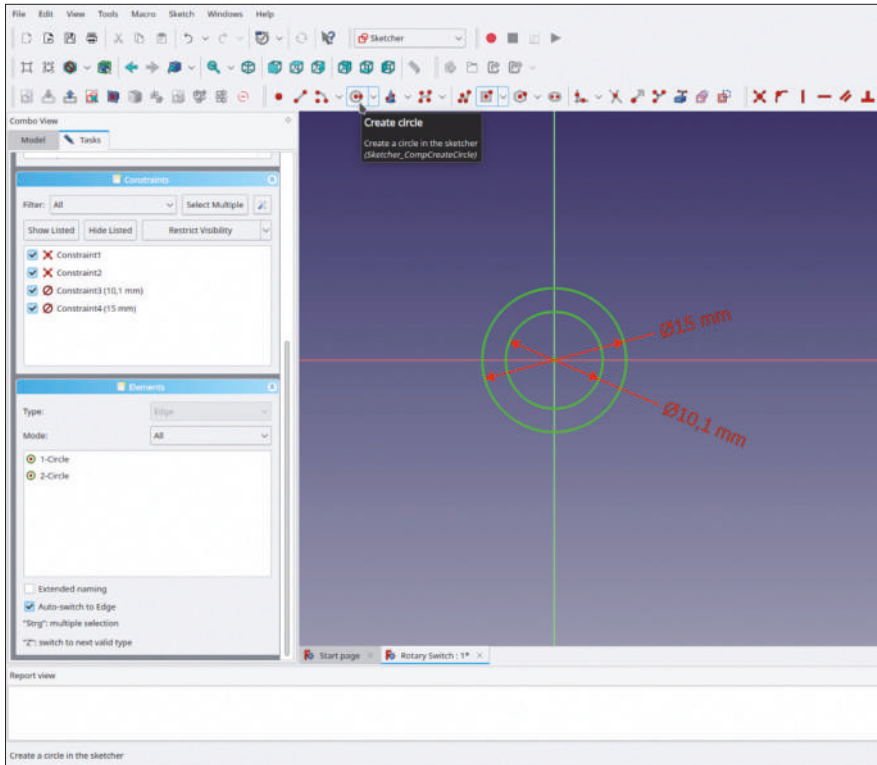 File Edit View Tools Macro Sketch Windows Help
Sketcher
Combo View
Create circle
Model Tasks
Create a circle in the sketcher
(Sketcher_CompCreateCircle)
Constraints
Filter: All Select Multiple
Show Listed Hide Listed Restrict Visibility
Constraint1
Constraint2
Constraint3 (10,1 mm)
Constraint4 (15 mm)
Ø15 mm
Ø10,1 mm
Elements
Type: Edge
Mode: All
1-Circle
2-Circle
Extended naming
Auto-switch to Edge
"Strg": multiple selection
"Z": switch to next valid type
Start page Rotary Switch : 1*
Report view
Create a circle in the sketcher